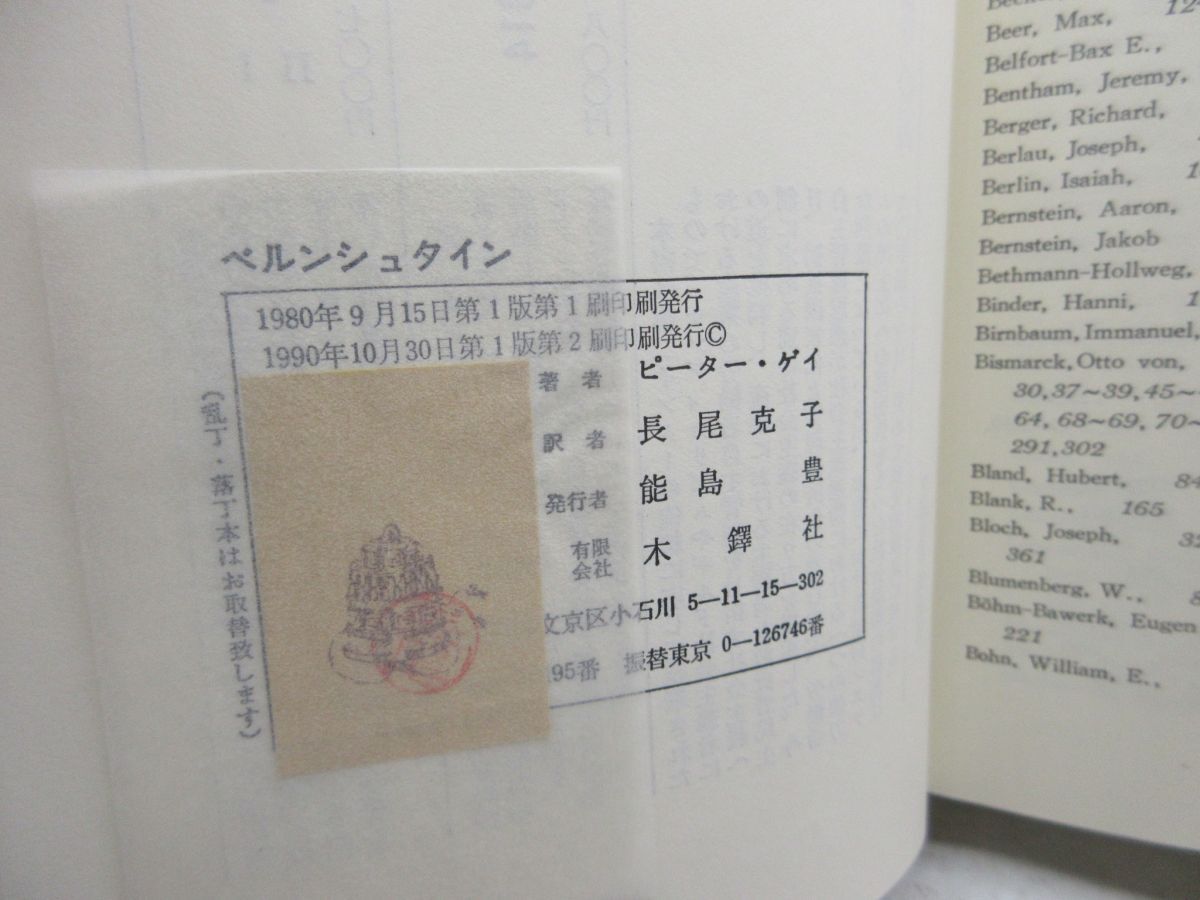 ベルンシュタイン
1980年9月15日第1版第1刷印刷発行
1990年10月30日第1版第2刷印刷発行©
著者 ピーター・ゲイ
訳者 長尾克子
発行者 能島豊
有限会社 木鐸社
文京区小石川 5―11―15―302
195番 振替東京 0―126746番
(乱丁・落丁本はお取替致します)
Beer, Max,
Belfort-Bax E.,
Bentham, Jeremy,
Berger, Richard,
Berlau, Joseph,
Berlin, Isaiah,
Bernstein, Aaron,
Bernstein, Jakob
Bethmann-Hollweg,
Binder, Hanni,
Birnbaum, Immanuel,
Bismarck, Otto von,
30, 37~39, 45~
64, 68~69, 70~
291, 302
Bland, Hubert, 84
Blank, R., 165
Bloch, Joseph, 32
361
Blumenberg, W.,
Böhm-Bawerk, Eugen
221
Bohn, William, E.,